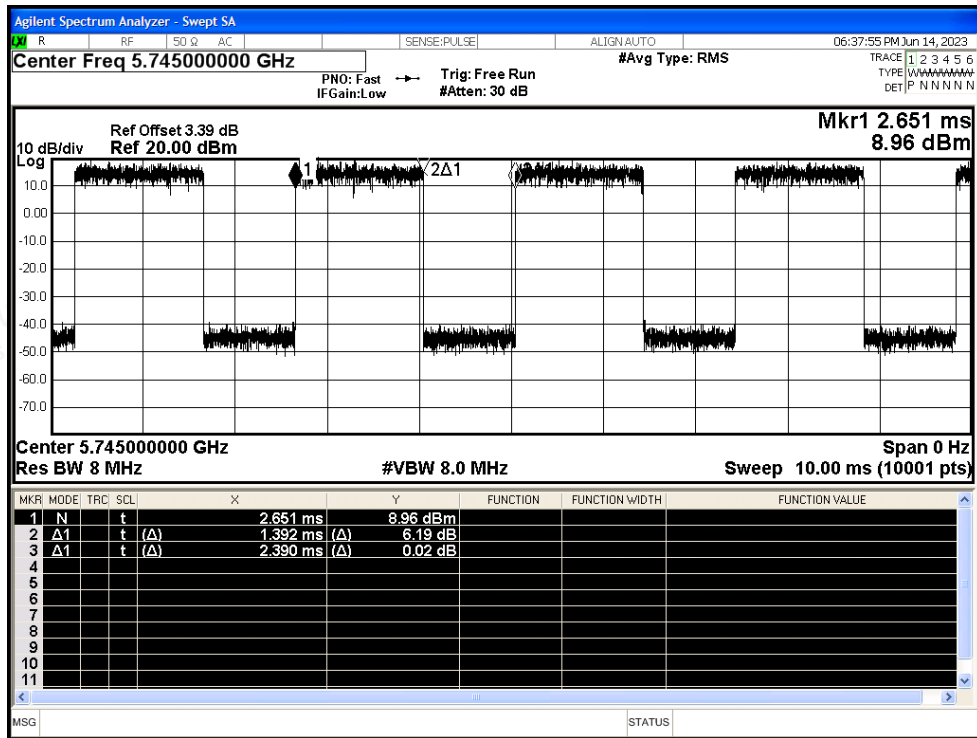 Agilent Spectrum Analyzer - Swept SA
LXI R RF 50 Ω AC SENSE:PULSE ALIGN AUTO 06:37:55 PM Jun 14, 2023
Center Freq 5.745000000 GHz #Avg Type: RMS TRACE 1 2 3 4 5 6
PNO: Fast Trig: Free Run TYPE W
IFGain:Low #Atten: 30 dB DET P N N N N N
Mkr1 2.651 ms
Ref Offset 3.39 dB 8.96 dBm
10 dB/div Ref 20.00 dBm
Log
1 2Δ1
10.0
0.00
-10.0
-20.0
-30.0
-40.0
-50.0
-60.0
-70.0
Center 5.745000000 GHz Span 0 Hz
Res BW 8 MHz #VBW 8.0 MHz Sweep 10.00 ms (10001 pts)
MKR MODE TRC SCL X Y FUNCTION FUNCTION WIDTH FUNCTION VALUE
1 N t 2.651 ms 8.96 dBm
2 Δ1 t (Δ) 1.392 ms (Δ) 6.19 dB
3 Δ1 t (Δ) 2.390 ms (Δ) 0.02 dB
4
5
6
7
8
9
10
11
MSG STATUS